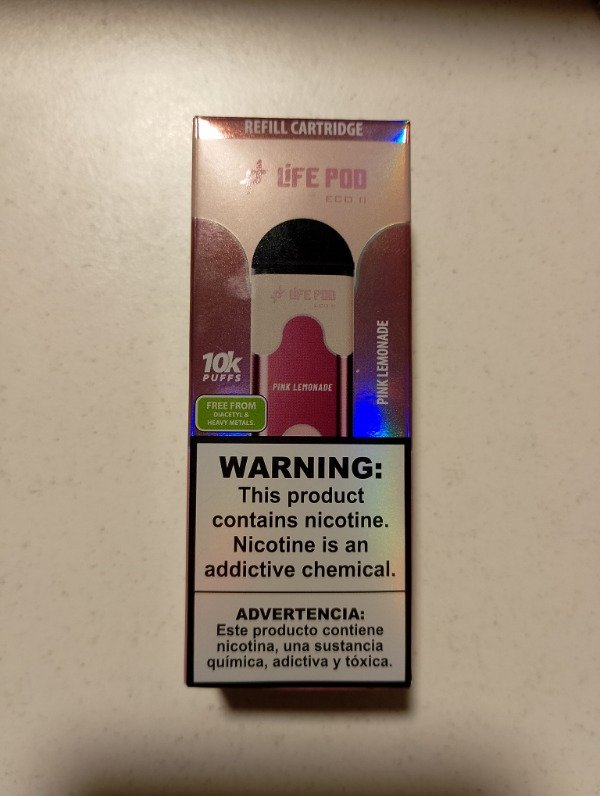 REFILL CARTRIDGE
LIFE POD
ECO II
LIFE POD
ECO II
PINK LEMONADE
PINK LEMONADE
10k
PUFFS
FREE FROM
DIACETYL &
HEAVY METALS.
WARNING:
This product
contains nicotine.
Nicotine is an
addictive chemical.
ADVERTENCIA:
Este producto contiene
nicotina, una sustancia
química, adictiva y tóxica.